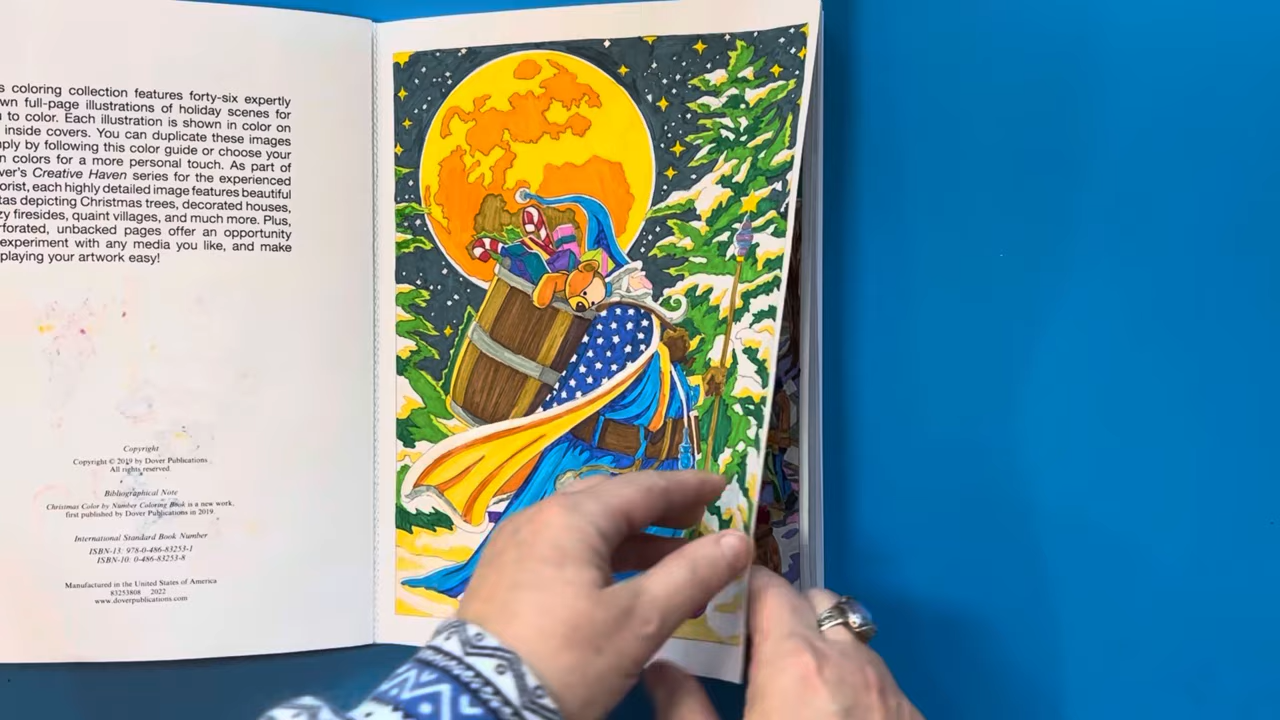 s coloring collection features forty-six expertly
wn full-page illustrations of holiday scenes for
to color. Each illustration is shown in color on
inside covers. You can duplicate these images
ply by following this color guide or choose your
n colors for a more personal touch. As part of
ver's Creative Haven series for the experienced
orist, each highly detailed image features beautiful
tas depicting Christmas trees, decorated houses,
zy firesides, quaint villages, and much more. Plus,
forated, unbacked pages offer an opportunity
experiment with any media you like, and make
playing your artwork easy!
Copyright
Copyright © 2019 by Dover Publications
All rights reserved.
Bibliographical Note
Christmas Color by Number Coloring Book is a new work,
first published by Dover Publications in 2019.
International Standard Book Number
ISBN-13: 978-0-486-83253-1
ISBN-10: 0-486-83253-8
Manufactured in the United States of America
83253808 2022
www.doverpublications.com